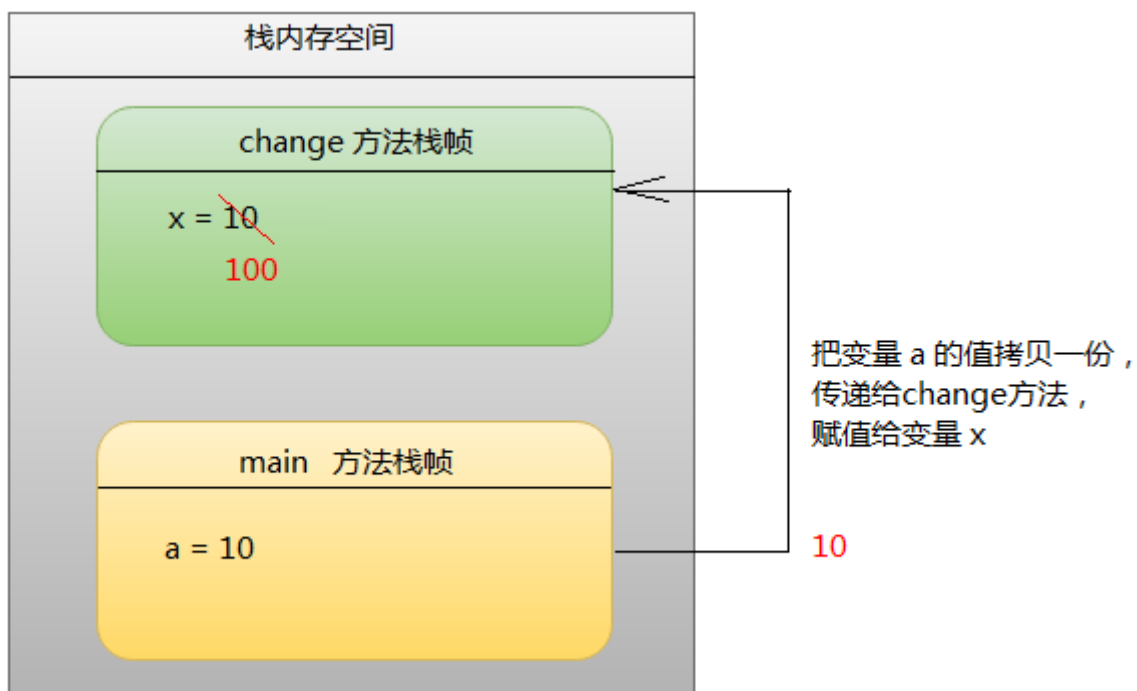 栈内存空间
change 方法栈帧
x = 10
100
把变量 a 的值拷贝一份，
传递给change方法，
赋值给变量 x
main 方法栈帧
a = 10
10